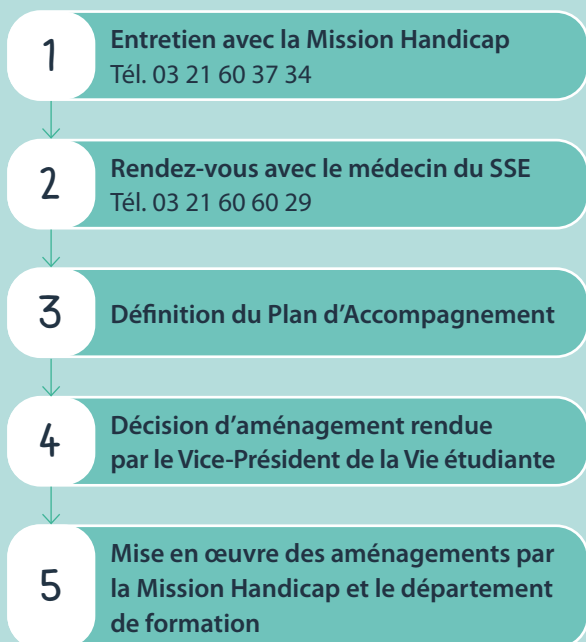 1
Entretien avec la Mission Handicap
Tél. 03 21 60 37 34
2
Rendez-vous avec le médecin du SSE
Tél. 03 21 60 60 29
3
Définition du Plan d’Accompagnement
4
Décision d’aménagement rendue
par le Vice-Président de la Vie étudiante
5
Mise en œuvre des aménagements par
la Mission Handicap et le département
de formation